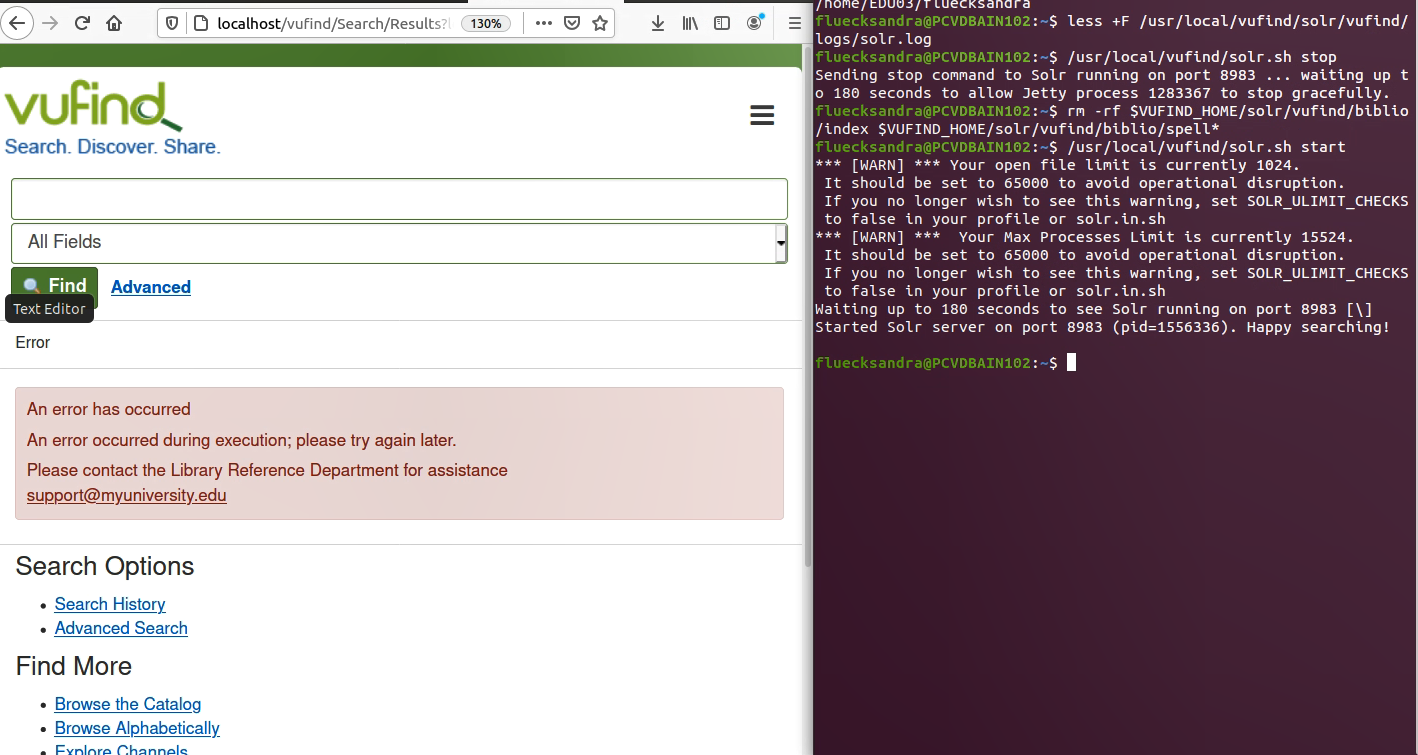 localhost/vufind/Search/Results?l
130%
vufind
Search. Discover. Share.
All Fields
Find
Advanced
Text Editor
Error
An error has occurred
An error occurred during execution; please try again later.
Please contact the Library Reference Department for assistance
support@myuniversity.edu
Search Options
Search History
Advanced Search
Find More
Browse the Catalog
Browse Alphabetically
Explore Channels
/home/EDU03/fluecksandra
fluecksandra@PCVDBAIN102:~$ less +F /usr/local/vufind/solr/vufind/
logs/solr.log
fluecksandra@PCVDBAIN102:~$ /usr/local/vufind/solr.sh stop
Sending stop command to Solr running on port 8983 ... waiting up t
o 180 seconds to allow Jetty process 1283367 to stop gracefully.
fluecksandra@PCVDBAIN102:~$ rm -rf $VUFIND_HOME/solr/vufind/biblio
/index $VUFIND_HOME/solr/vufind/biblio/spell*
fluecksandra@PCVDBAIN102:~$ /usr/local/vufind/solr.sh start
*** [WARN] *** Your open file limit is currently 1024.
It should be set to 65000 to avoid operational disruption.
If you no longer wish to see this warning, set SOLR_ULIMIT_CHECKS
to false in your profile or solr.in.sh
*** [WARN] ***  Your Max Processes Limit is currently 15524.
It should be set to 65000 to avoid operational disruption.
If you no longer wish to see this warning, set SOLR_ULIMIT_CHECKS
to false in your profile or solr.in.sh
Waiting up to 180 seconds to see Solr running on port 8983 [\]
Started Solr server on port 8983 (pid=1556336). Happy searching!
fluecksandra@PCVDBAIN102:~$